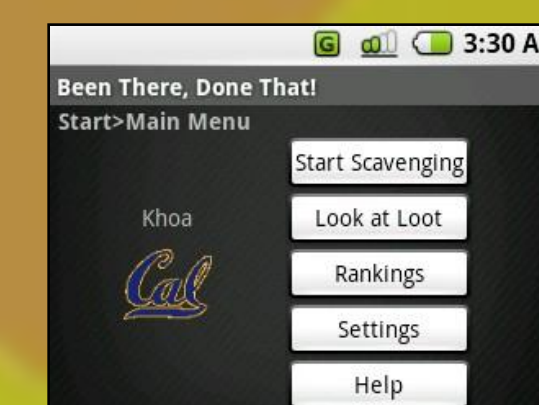 G 3:30 A
Been There, Done That!
Start>Main Menu
Start Scavenging
Khoa
Look at Loot
Cal
Rankings
Settings
Help